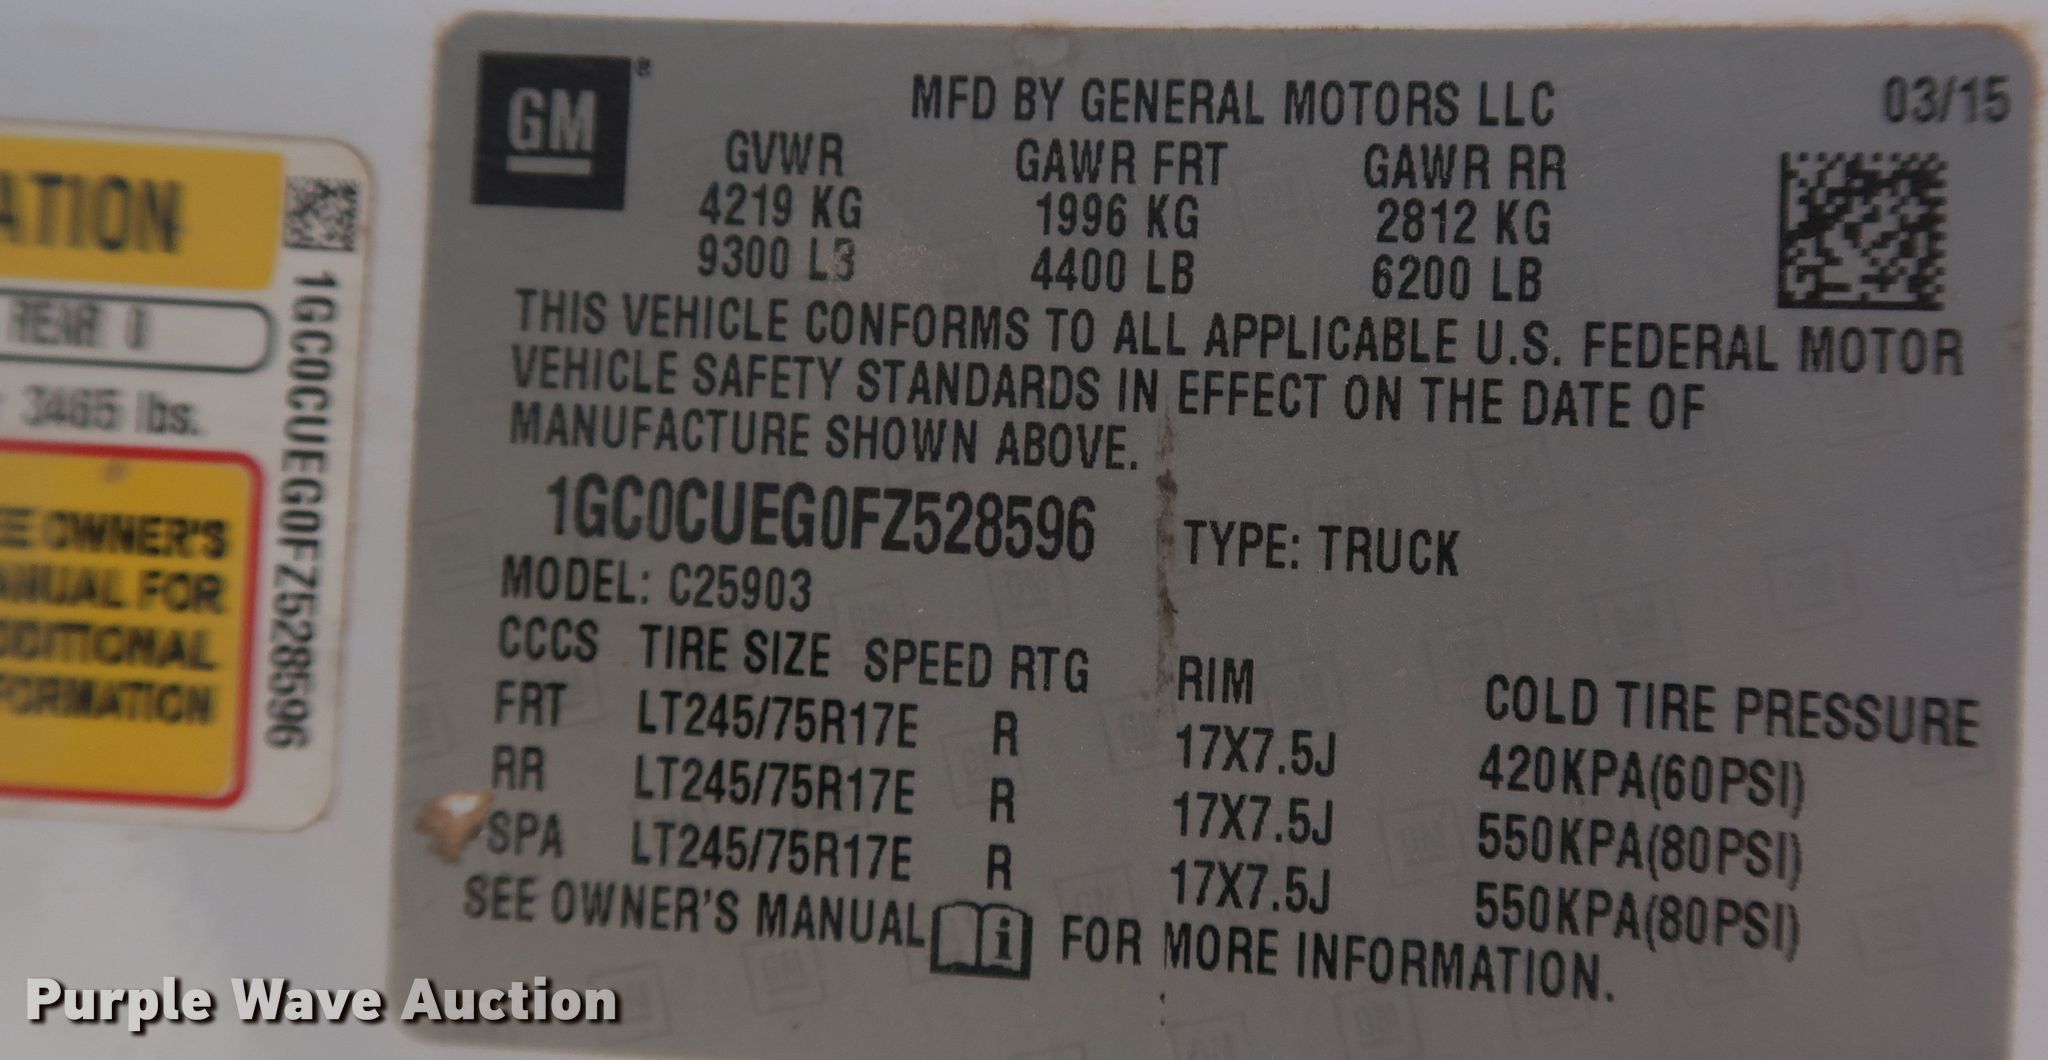 ATION
REAR 0
3465 lbs.
OWNER'S
FOR
1GC0CUEG0FZ528596
GM®
MFD BY GENERAL MOTORS LLC 03/15
GVWR GAWR FRT GAWR RR
4219 KG 1996 KG 2812 KG
9300 LB 4400 LB 6200 LB
THIS VEHICLE CONFORMS TO ALL APPLICABLE U.S. FEDERAL MOTOR
VEHICLE SAFETY STANDARDS IN EFFECT ON THE DATE OF
MANUFACTURE SHOWN ABOVE.
1GC0CUEG0FZ528596 TYPE: TRUCK
MODEL: C25903
CCCS TIRE SIZE SPEED RTG RIM COLD TIRE PRESSURE
FRT LT245/75R17E R 17X7.5J 420KPA(60PSI)
RR LT245/75R17E R 17X7.5J 550KPA(80PSI)
SPA LT245/75R17E R 17X7.5J 550KPA(80PSI)
SEE OWNER'S MANUAL i FOR MORE INFORMATION.
Purple Wave Auction